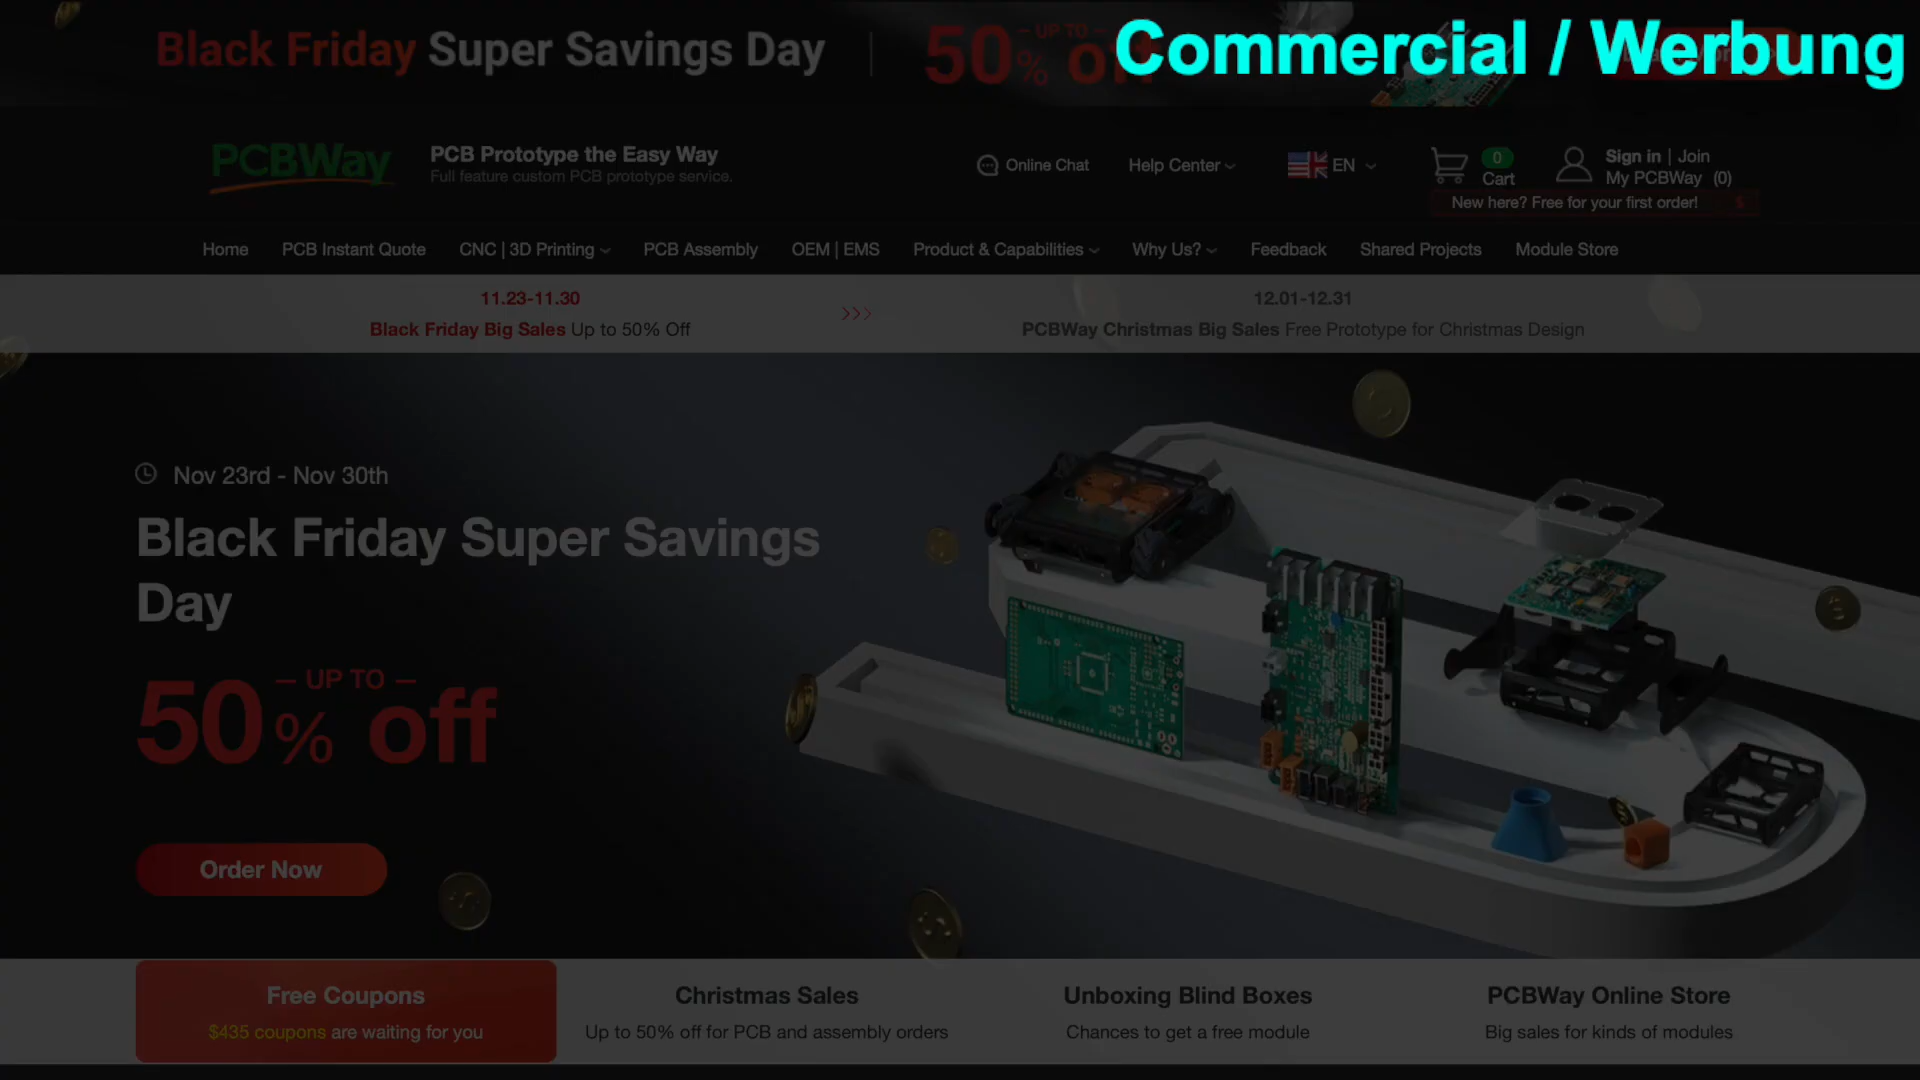 Black Friday Super Savings Day
UP TO
50% off
Commercial / Werbung
PCBWay
PCB Prototype the Easy Way
Full feature custom PCB prototype service.
Online Chat
Help Center
EN
0
Cart
Sign in | Join
My PCBWay (0)
New here? Free for your first order!
Home
PCB Instant Quote
CNC | 3D Printing
PCB Assembly
OEM | EMS
Product & Capabilities
Why Us?
Feedback
Shared Projects
Module Store
11.23-11.30
Black Friday Big Sales Up to 50% Off
>>>
12.01-12.31
PCBWay Christmas Big Sales Free Prototype for Christmas Design
Nov 23rd - Nov 30th
Black Friday Super Savings
Day
— UP TO —
50% off
Order Now
Free Coupons
$435 coupons are waiting for you
Christmas Sales
Up to 50% off for PCB and assembly orders
Unboxing Blind Boxes
Chances to get a free module
PCBWay Online Store
Big sales for kinds of modules